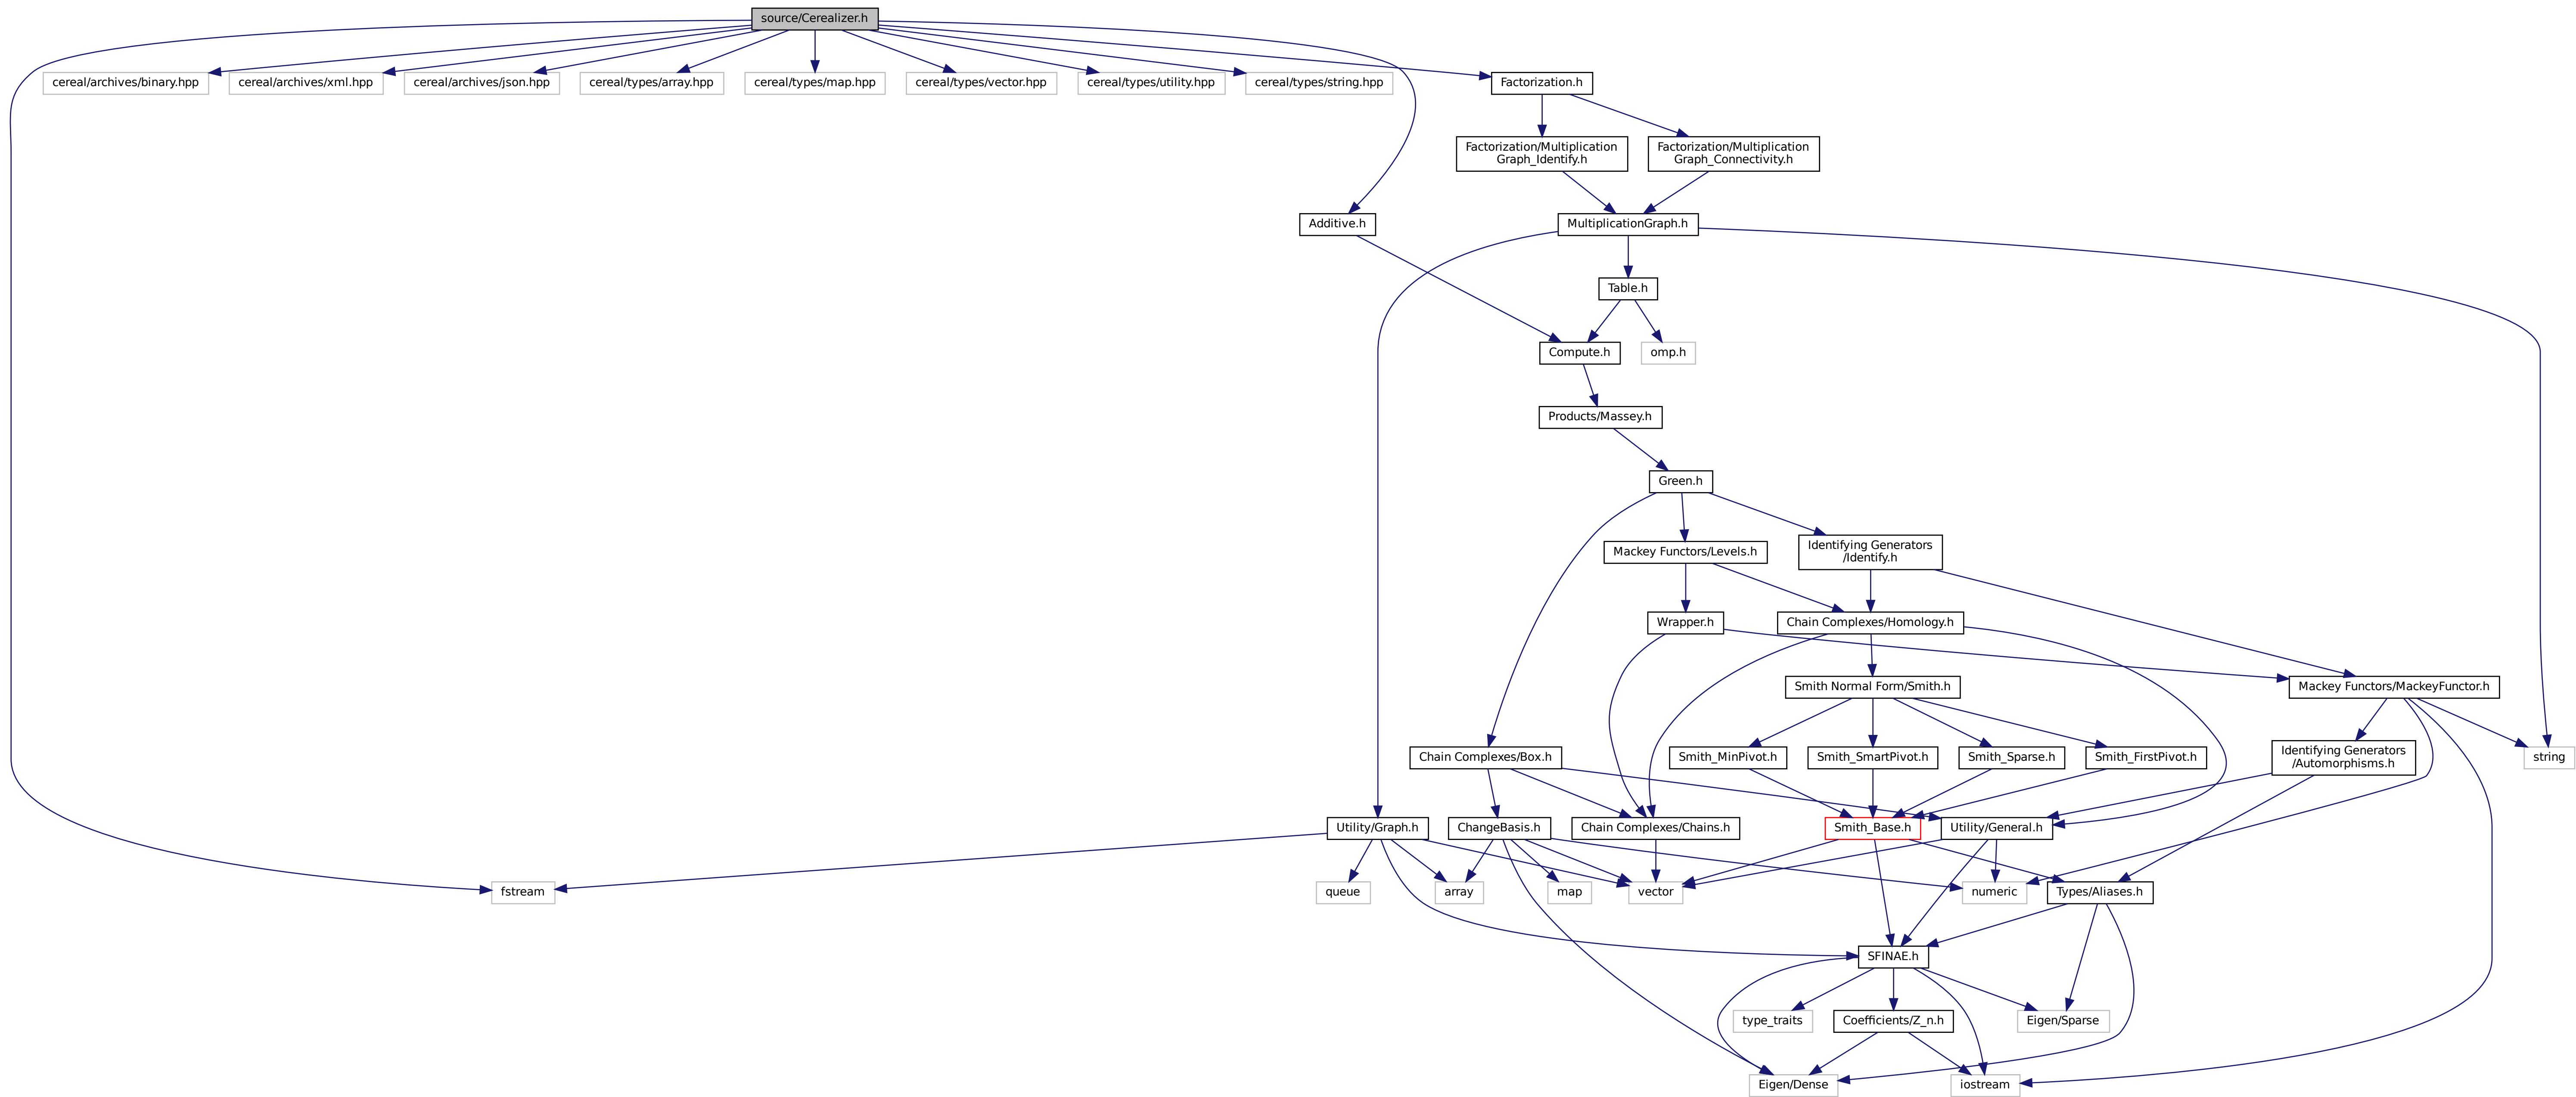 source/Cerealizer.h
cereal/archives/binary.hpp
cereal/archives/xml.hpp
cereal/archives/json.hpp
cereal/types/array.hpp
cereal/types/map.hpp
cereal/types/vector.hpp
cereal/types/utility.hpp
cereal/types/string.hpp
Factorization.h
Factorization/Multiplication
Graph_Identify.h
Factorization/Multiplication
Graph_Connectivity.h
Additive.h
MultiplicationGraph.h
Table.h
Compute.h
omp.h
Products/Massey.h
Green.h
Mackey Functors/Levels.h
Identifying Generators
/Identify.h
Wrapper.h
Chain Complexes/Homology.h
Smith Normal Form/Smith.h
Mackey Functors/MackeyFunctor.h
Chain Complexes/Box.h
Smith_MinPivot.h
Smith_SmartPivot.h
Smith_Sparse.h
Smith_FirstPivot.h
Identifying Generators
/Automorphisms.h
string
Utility/Graph.h
ChangeBasis.h
Chain Complexes/Chains.h
Smith_Base.h
Utility/General.h
fstream
queue
array
map
vector
numeric
Types/Aliases.h
SFINAE.h
type_traits
Coefficients/Z_n.h
Eigen/Sparse
Eigen/Dense
iostream